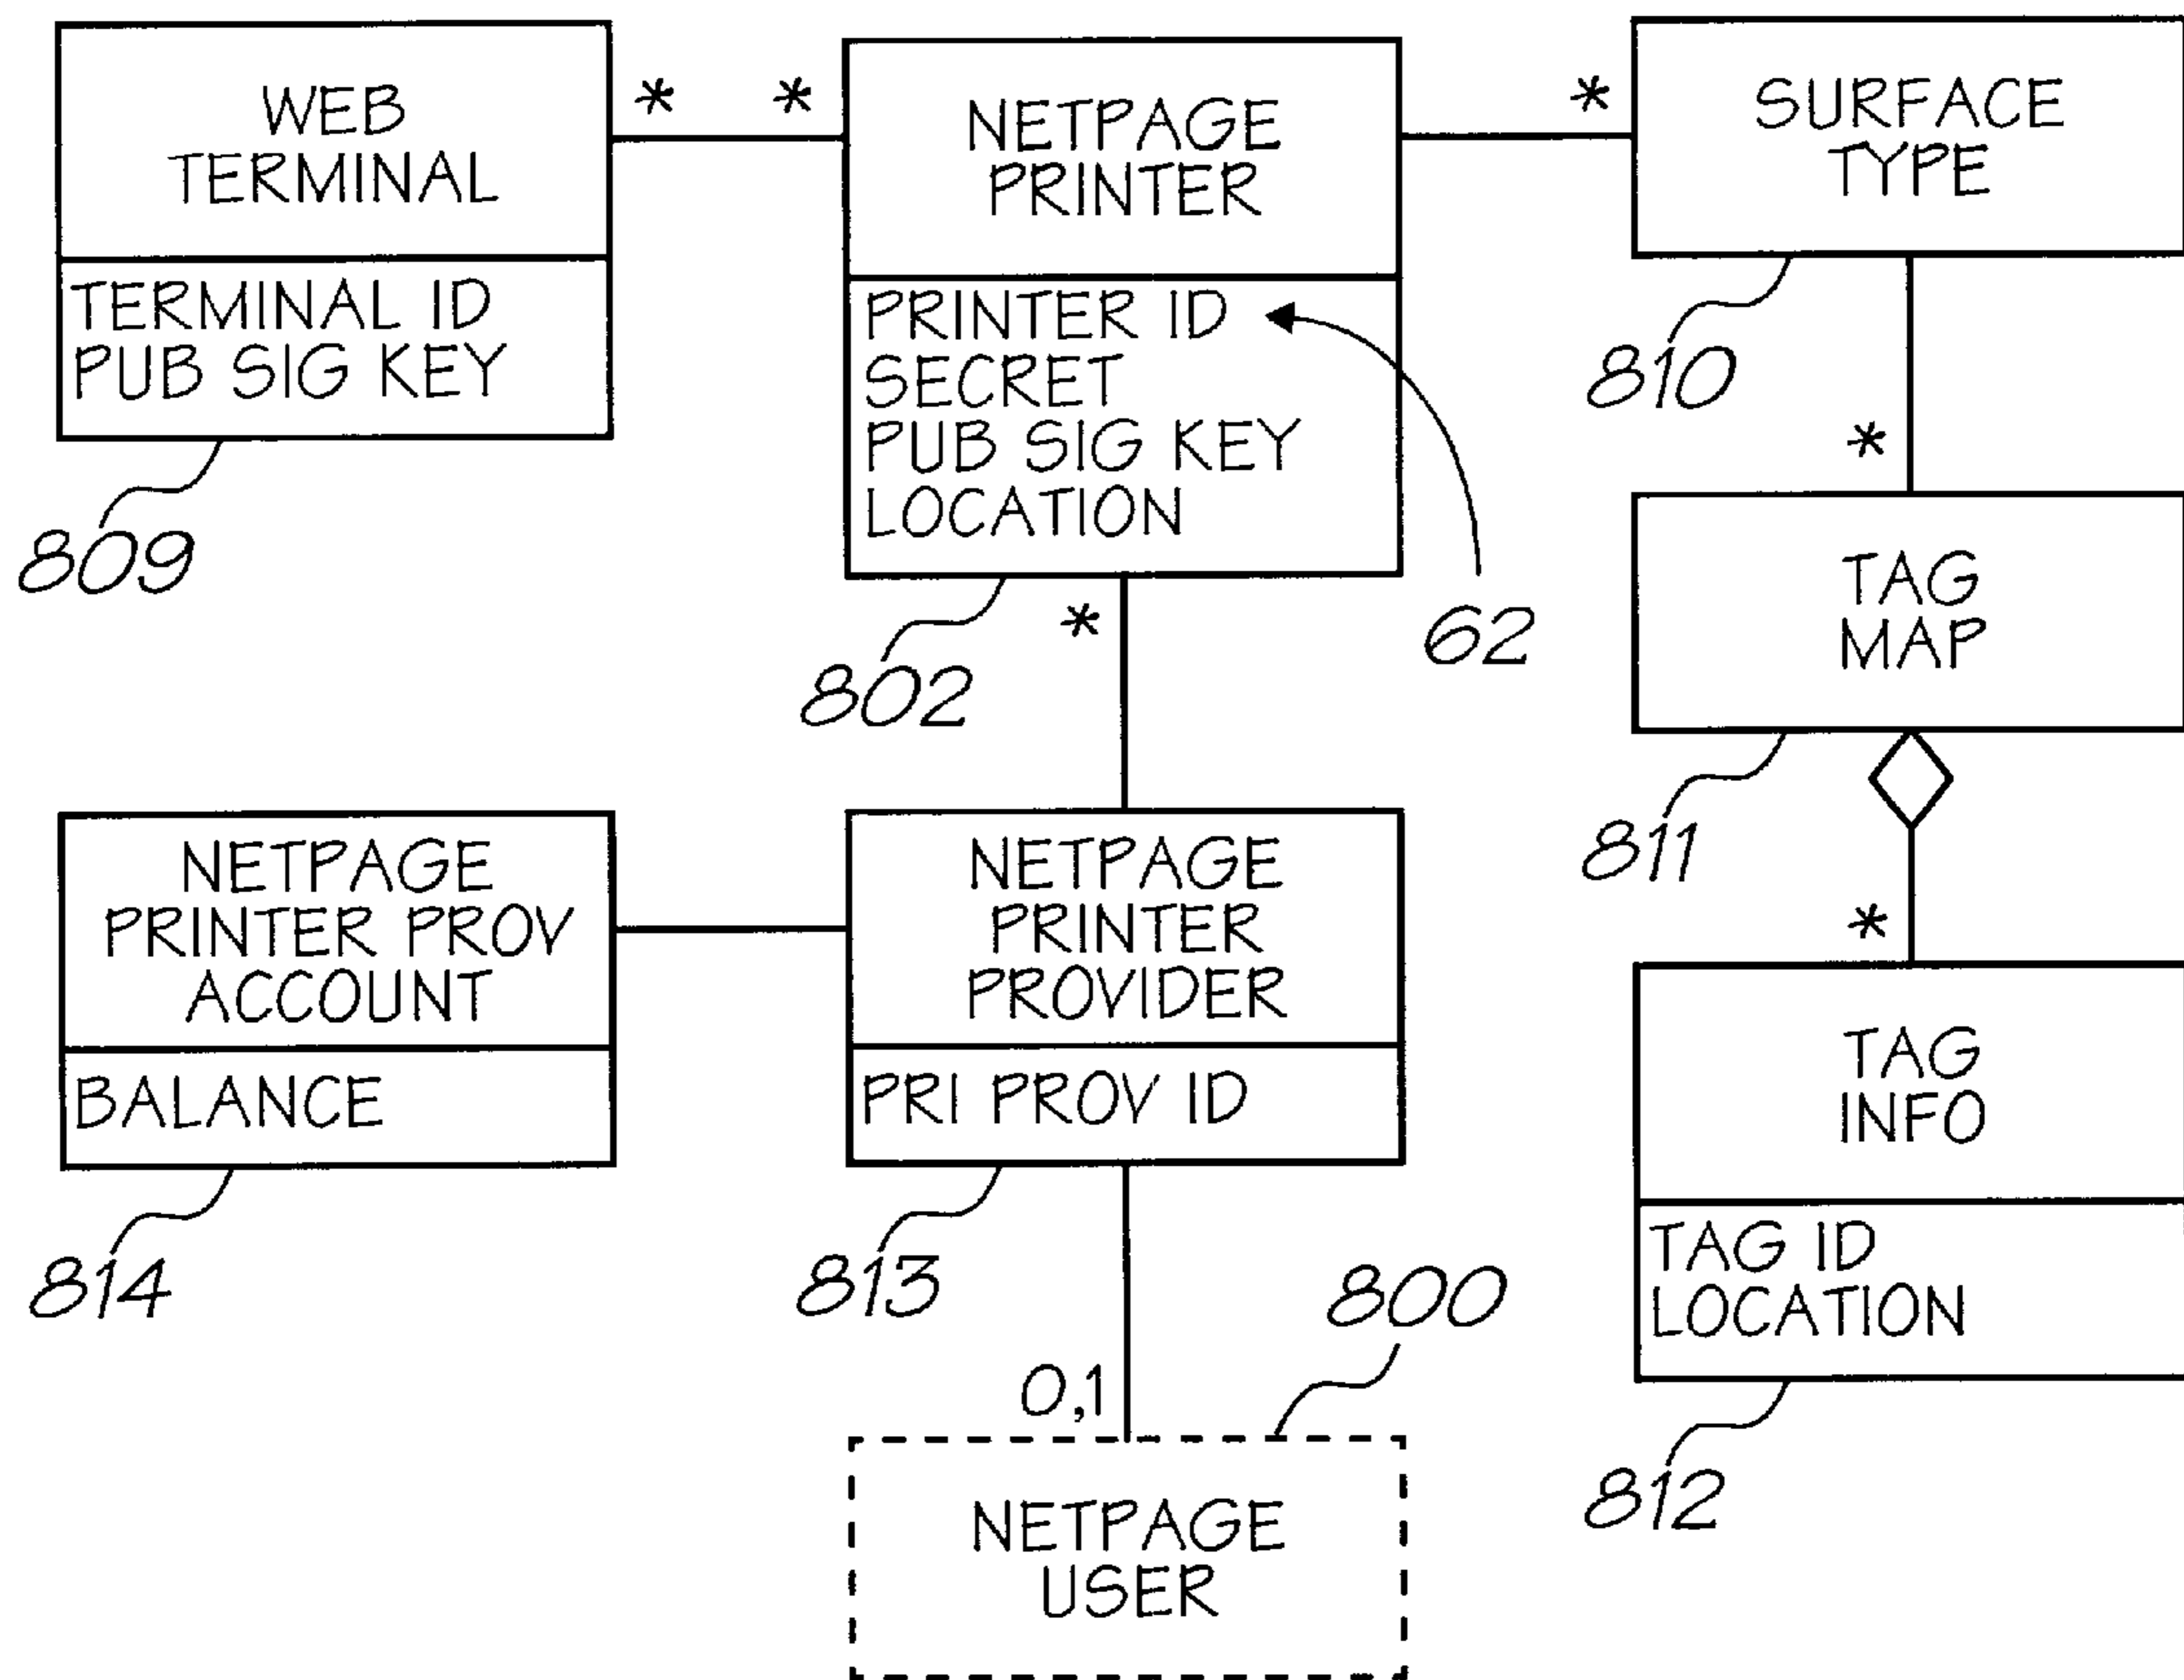 WEB
TERMINAL
TERMINAL ID
PUB SIG KEY
809
*
*
NETPAGE
PRINTER
PRINTER ID
SECRET
PUB SIG KEY
LOCATION
62
802
*
*
SURFACE
TYPE
810
*
TAG
MAP
811
*
TAG
INFO
TAG ID
LOCATION
812
NETPAGE
PRINTER PROV
ACCOUNT
BALANCE
814
NETPAGE
PRINTER
PROVIDER
PRI PROV ID
813
800
0,1
NETPAGE
USER